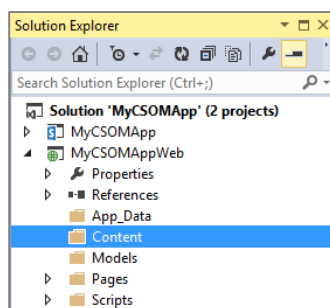 Solution Explorer
Search Solution Explorer (Ctrl+;)
Solution 'MyCSOMApp' (2 projects)
MyCSOMApp
MyCSOMAppWeb
Properties
References
App_Data
Content
Models
Pages
Scripts